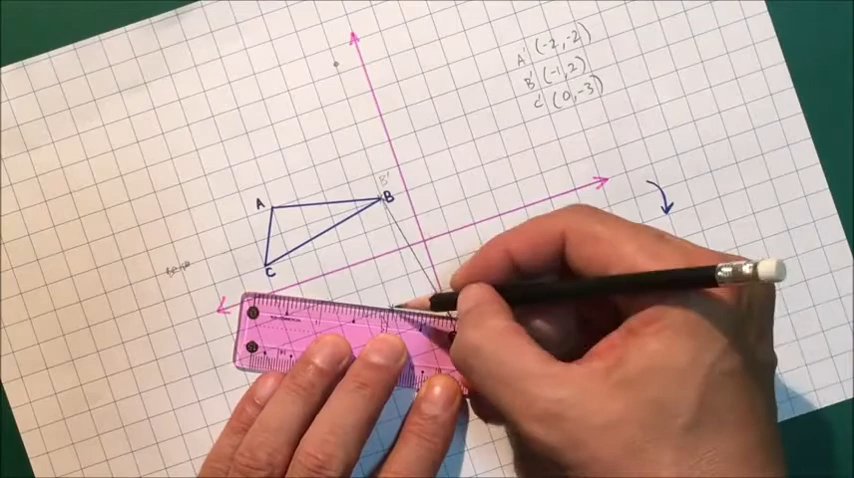 A' (-2,-2)
B' (-1,2)
C' (0,-3)
B'
A
B
C